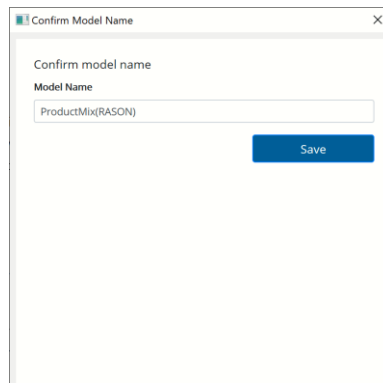 Confirm Model Name
Confirm model name
Model Name
ProductMix(RASON)
Save